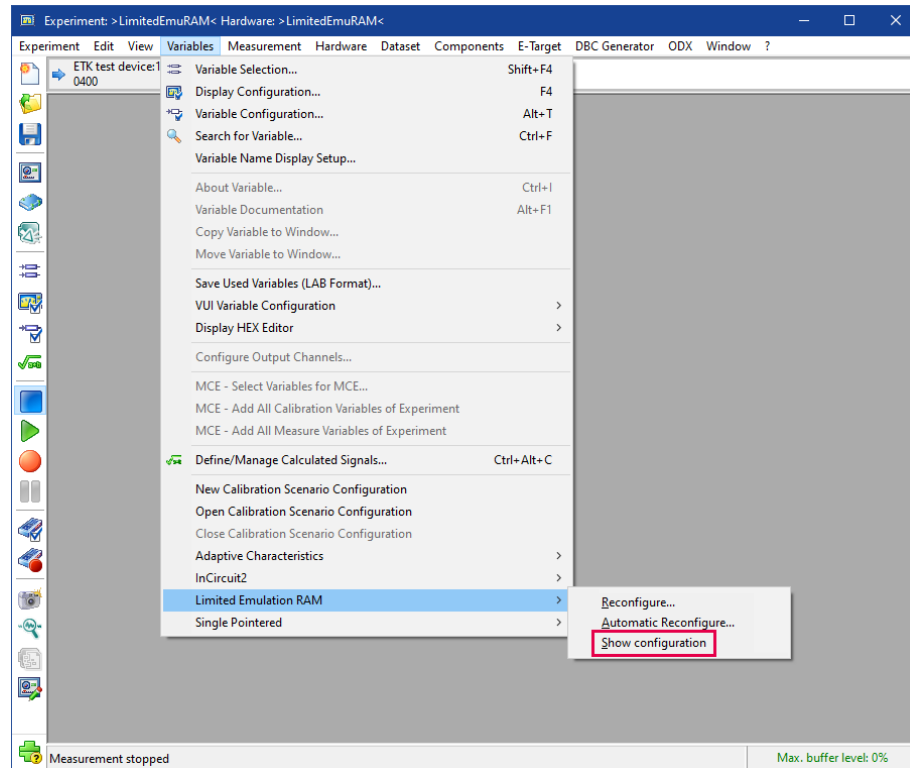 Experiment: >LimitedEmuRAM< Hardware: >LimitedEmuRAM<
Experiment Edit View Variables Measurement Hardware Dataset Components E-Target DBC Generator ODX Window ?
ETK test device:1
0400
Variable Selection... Shift+F4
Display Configuration... F4
Variable Configuration... Alt+T
Search for Variable... Ctrl+F
Variable Name Display Setup...
About Variable... Ctrl+I
Variable Documentation Alt+F1
Copy Variable to Window...
Move Variable to Window...
Save Used Variables (LAB Format)...
VUI Variable Configuration
Display HEX Editor
Configure Output Channels...
MCE - Select Variables for MCE...
MCE - Add All Calibration Variables of Experiment
MCE - Add All Measure Variables of Experiment
Define/Manage Calculated Signals... Ctrl+Alt+C
New Calibration Scenario Configuration
Open Calibration Scenario Configuration
Close Calibration Scenario Configuration
Adaptive Characteristics
InCircuit2
Limited Emulation RAM
Single Pointered
Reconfigure...
Automatic Reconfigure...
Show configuration
Measurement stopped Max. buffer level: 0%